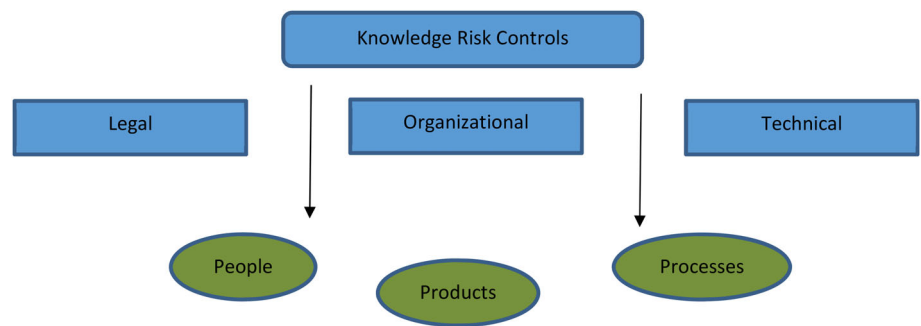 Knowledge Risk Controls
Legal
Organizational
Technical
People
Processes
Products